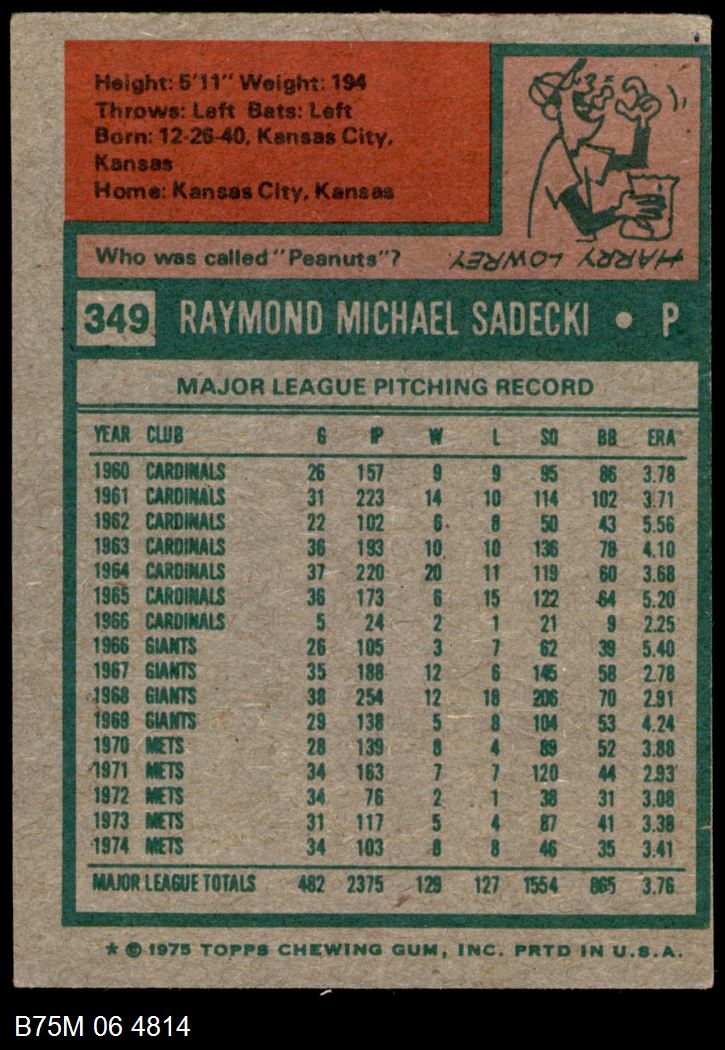 Height: 5'11" Weight: 194
Throws: Left Bats: Left
Born: 12-26-40, Kansas City,
Kansas
Home: Kansas City, Kansas
Who was called "Peanuts"?
HARRY LOWREY
349 RAYMOND MICHAEL SADECKI • P
MAJOR LEAGUE PITCHING RECORD
YEAR CLUB G IP W L SO BB ERA
1960 CARDINALS 26 157 9 9 95 86 3.78
1961 CARDINALS 31 223 14 10 114 102 3.71
1962 CARDINALS 22 102 6 8 50 43 5.56
1963 CARDINALS 36 193 10 10 136 78 4.10
1964 CARDINALS 37 220 20 11 119 60 3.68
1965 CARDINALS 36 173 6 15 122 64 5.20
1966 CARDINALS 5 24 2 1 21 9 2.25
1966 GIANTS 26 105 3 7 62 39 5.40
1967 GIANTS 35 188 12 6 145 58 2.78
1968 GIANTS 38 254 12 18 206 70 2.91
1969 GIANTS 29 138 5 8 104 53 4.24
1970 METS 28 139 8 4 89 52 3.88
1971 METS 34 163 7 7 120 44 2.93
1972 METS 34 76 2 1 38 31 3.08
1973 METS 31 117 5 4 87 41 3.38
1974 METS 34 103 8 8 46 35 3.41
MAJOR LEAGUE TOTALS 482 2375 129 127 1554 865 3.76
* © 1975 TOPPS CHEWING GUM, INC. PRTD IN U.S.A.
B75M 06 4814